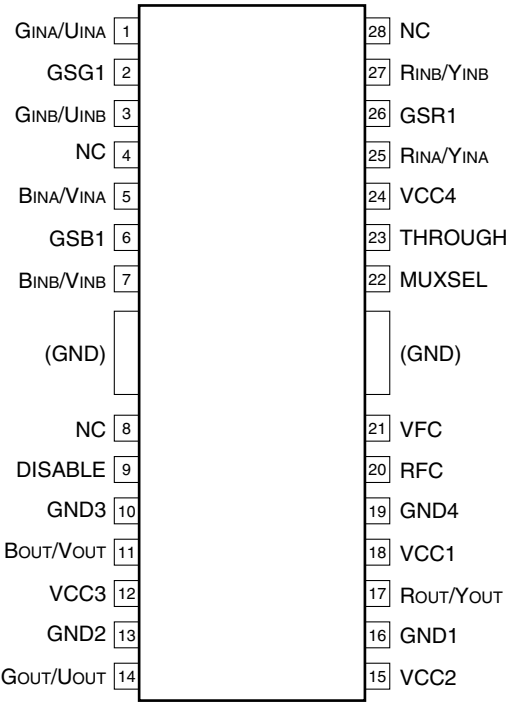 GINA/UINA 1 28 NC
GSG1 2 27 RINB/YINB
GINB/UINB 3 26 GSR1
NC 4 25 RINA/YINA
BINA/VINA 5 24 VCC4
GSB1 6 23 THROUGH
BINB/VINB 7 22 MUXSEL
(GND) (GND)
NC 8 21 VFC
DISABLE 9 20 RFC
GND3 10 19 GND4
BOUT/VOUT 11 18 VCC1
VCC3 12 17 ROUT/YOUT
GND2 13 16 GND1
GOUT/UOUT 14 15 VCC2